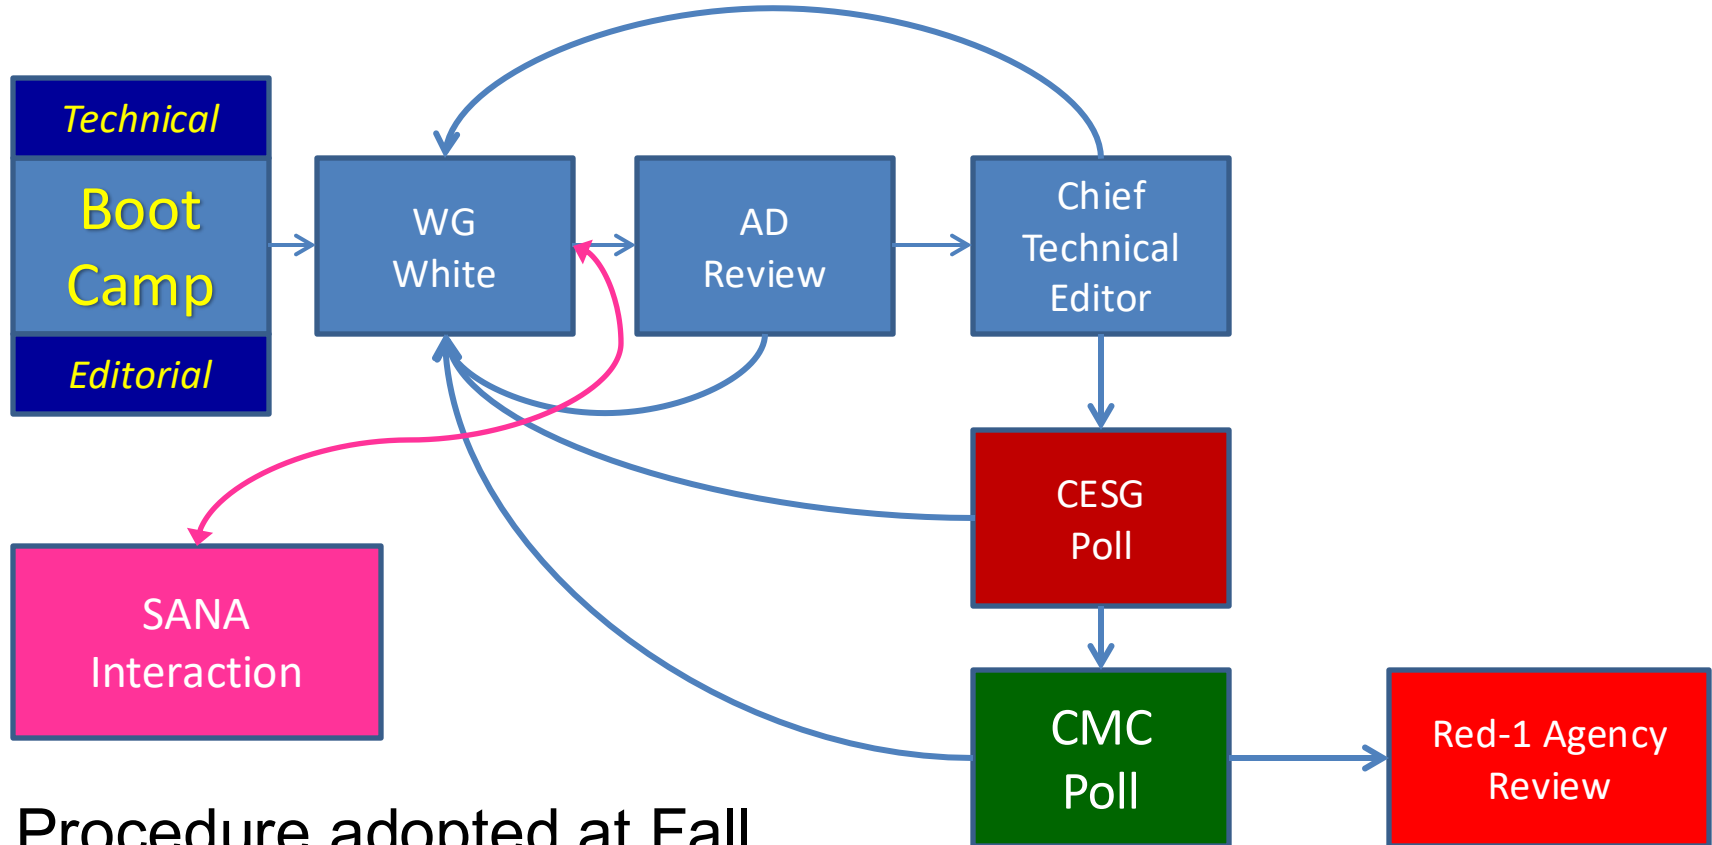 Technical
Boot
Camp
Editorial
WG
White
AD
Review
Chief
Technical
Editor
CESG
Poll
SANA
Interaction
CMC
Poll
Red-1 Agency
Review
Procedure adopted at Fall